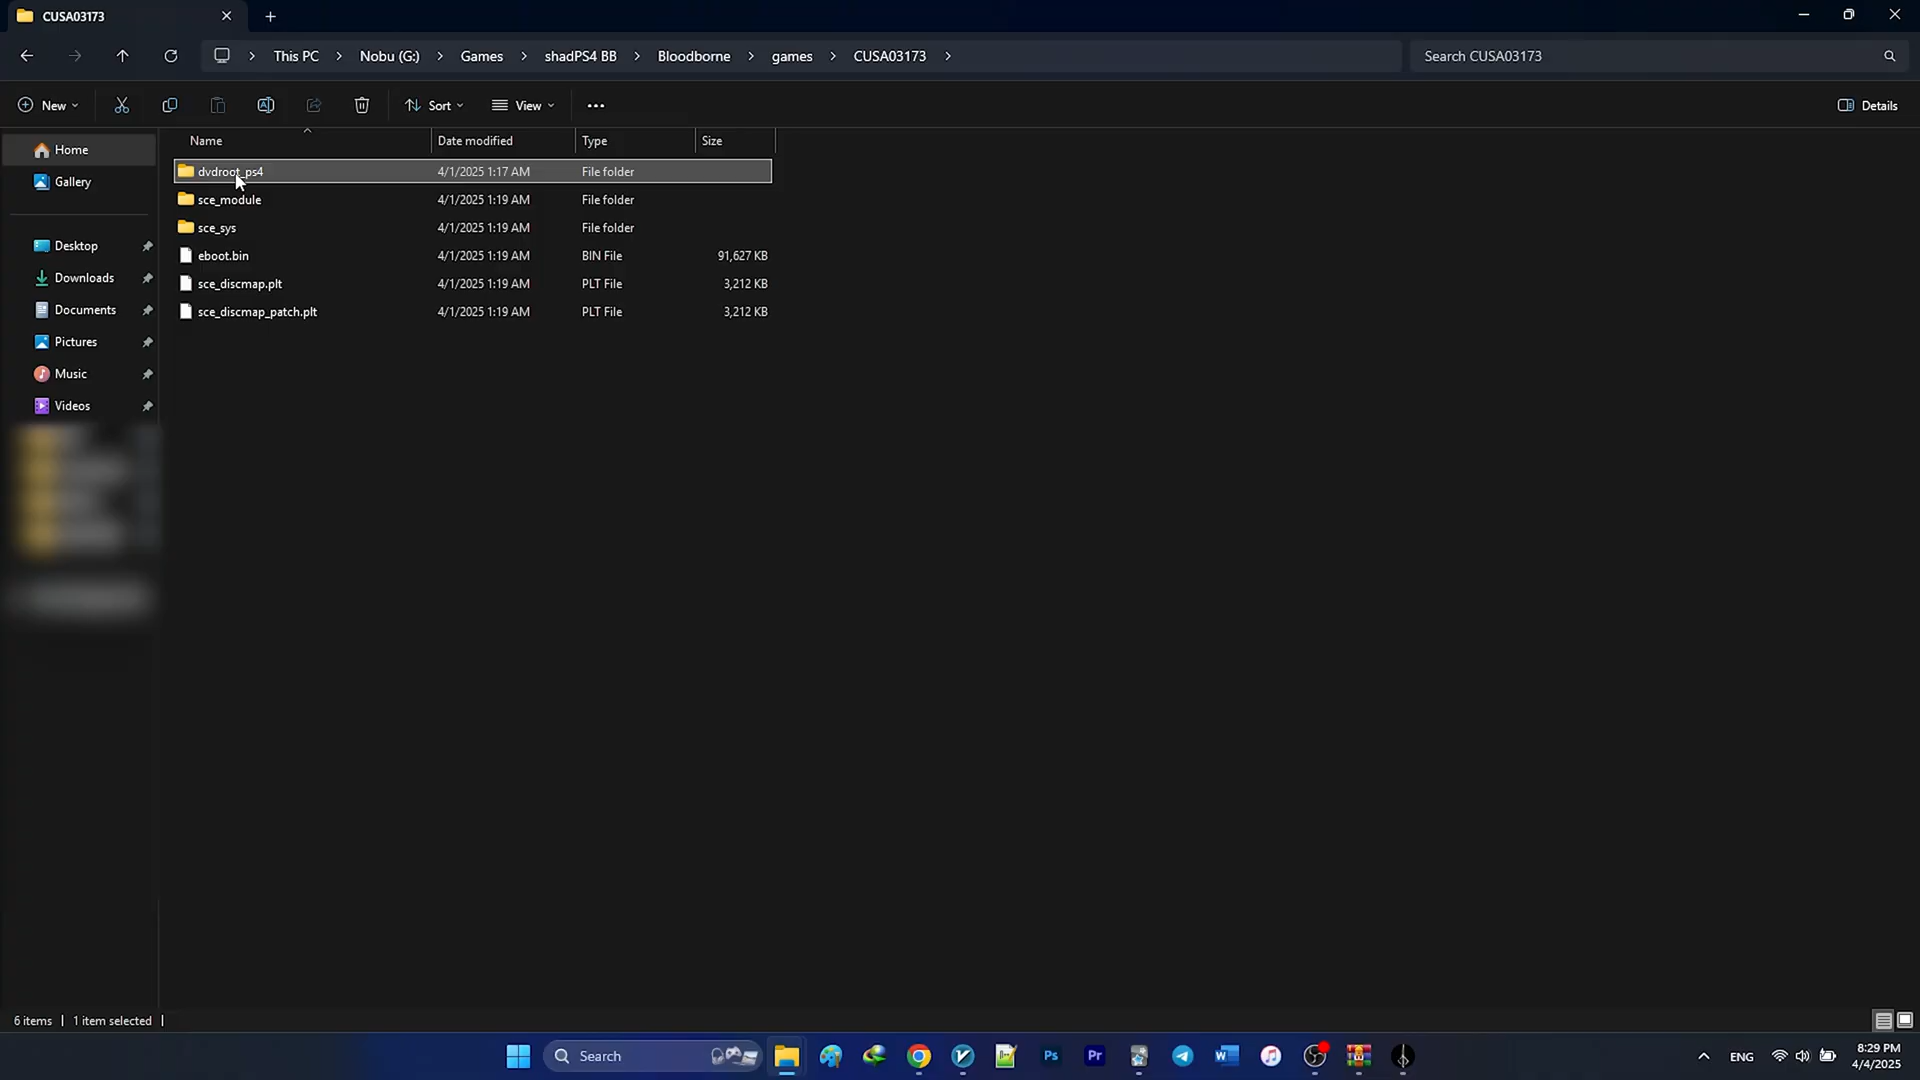 CUSA03173
This PC > Nobu (G:) > Games > shadPS4 BB > Bloodborne > games > CUSA03173 >
Search CUSA03173
New
Sort
View
Details
Name Date modified Type Size
Home
Gallery
Desktop
Downloads
Documents
Pictures
Music
Videos
dvdroot_ps4 4/1/2025 1:17 AM File folder
sce_module 4/1/2025 1:19 AM File folder
sce_sys 4/1/2025 1:19 AM File folder
eboot.bin 4/1/2025 1:19 AM BIN File 91,627 KB
sce_discmap.plt 4/1/2025 1:19 AM PLT File 3,212 KB
sce_discmap_patch.plt 4/1/2025 1:19 AM PLT File 3,212 KB
6 items | 1 item selected |
Search
Ps
Pr
W
ENG
8:29 PM
4/4/2025